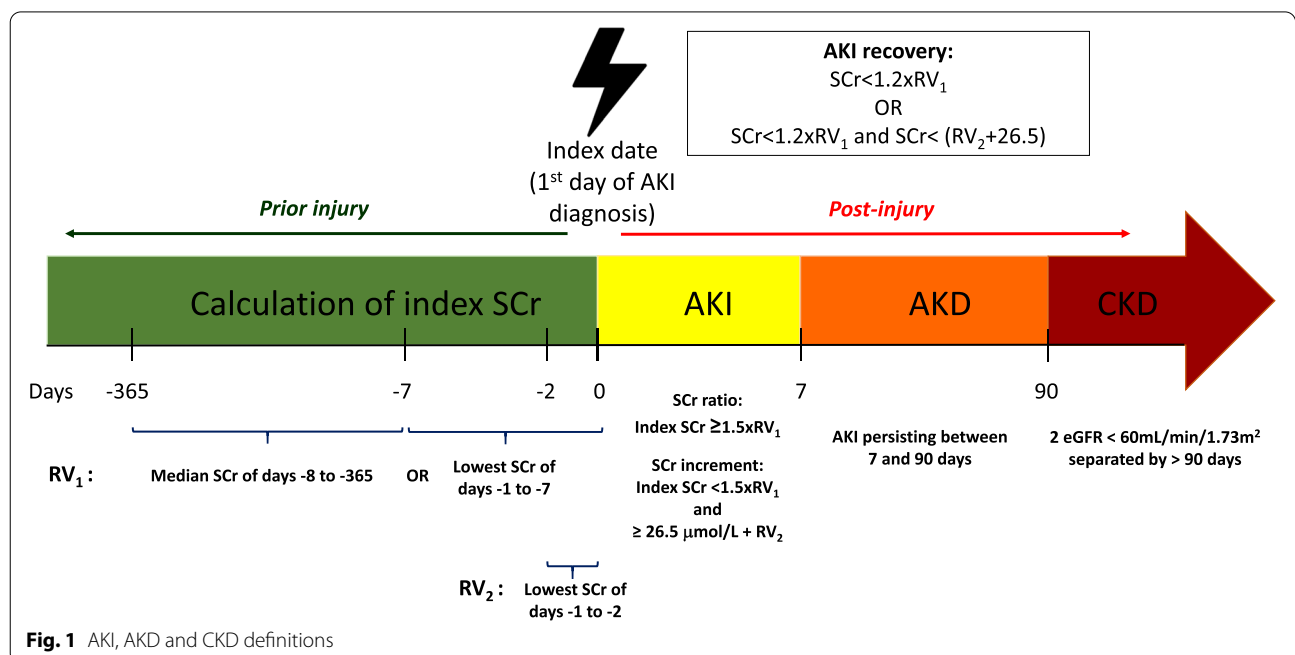 AKI recovery:
SCr<1.2xRV₁
OR
SCr<1.2xRV₁ and SCr< (RV₂+26.5)
Index date
(1ˢᵗ day of AKI
diagnosis)
Prior injury
Post-injury
Calculation of index SCr
AKI
AKD
CKD
Days
-365
-7
-2
0
7
90
RV₁ :
Median SCr of days -8 to -365
OR
Lowest SCr of
days -1 to -7
SCr ratio:
Index SCr ≥1.5xRV₁
SCr increment:
Index SCr <1.5xRV₁
and
≥ 26.5 μmol/L + RV₂
AKI persisting between
7 and 90 days
2 eGFR < 60mL/min/1.73m²
separated by > 90 days
RV₂ :
Lowest SCr of
days -1 to -2
Fig. 1 AKI, AKD and CKD definitions